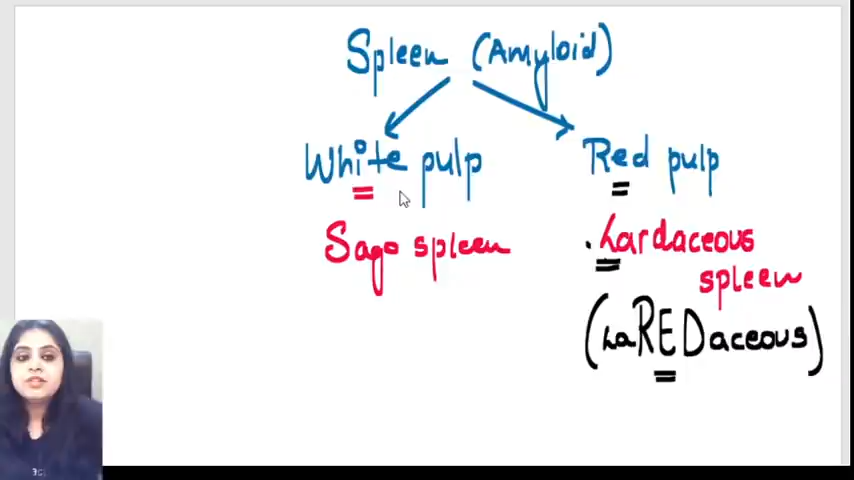 Spleen (Amyloid)
White pulp
Red pulp
Sago spleen
. Lardaceous
spleen
(LaREDaceous)